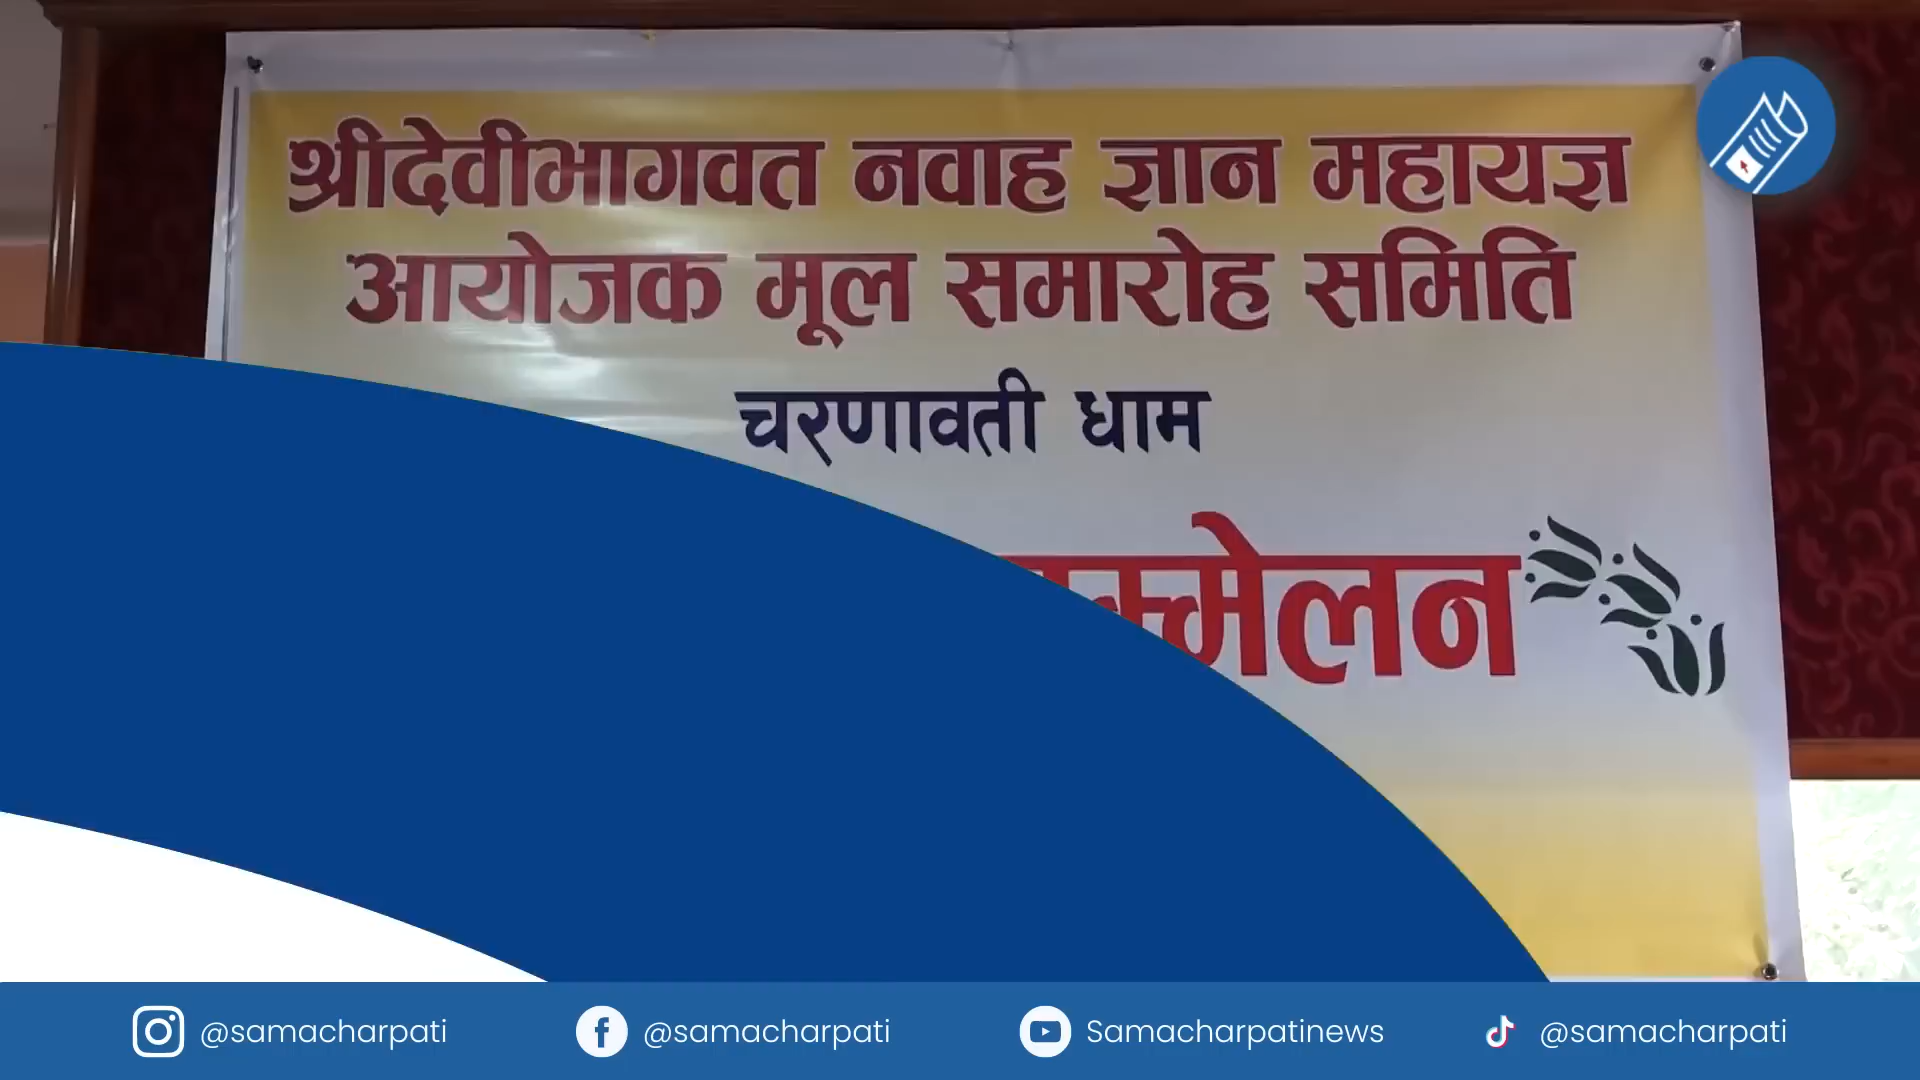 श्रीदेवीभागवत नवाह ज्ञान महायज्ञ
आयोजक मूल समारोह समिति
चरणावती धाम
@samacharpati
@samacharpati
Samacharpatinews
@samacharpati